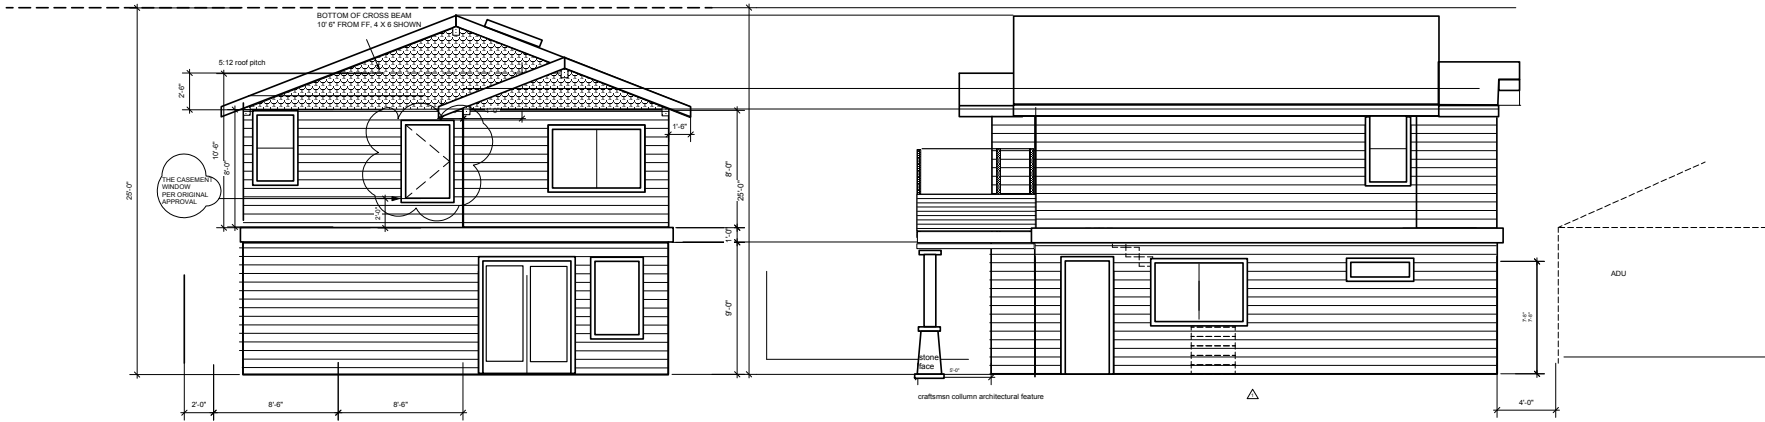 BOTTOM OF CROSS BEAM
10' 6" FROM FF, 4 X 6 SHOWN
5:12 roof pitch
2'-6"
1'-6"
10'-6"
8'-0"
THE CASEMENT
WINDOW
PER ORIGINAL
APPROVAL
25'-0"
2'-0"
8'-0"
25'-0"
1'-0"
9'-0"
2'-0"
8'-6"
8'-6"
stone
face
5'-0"
craftsmsn collumn architectural feature
ADU
4'-0"